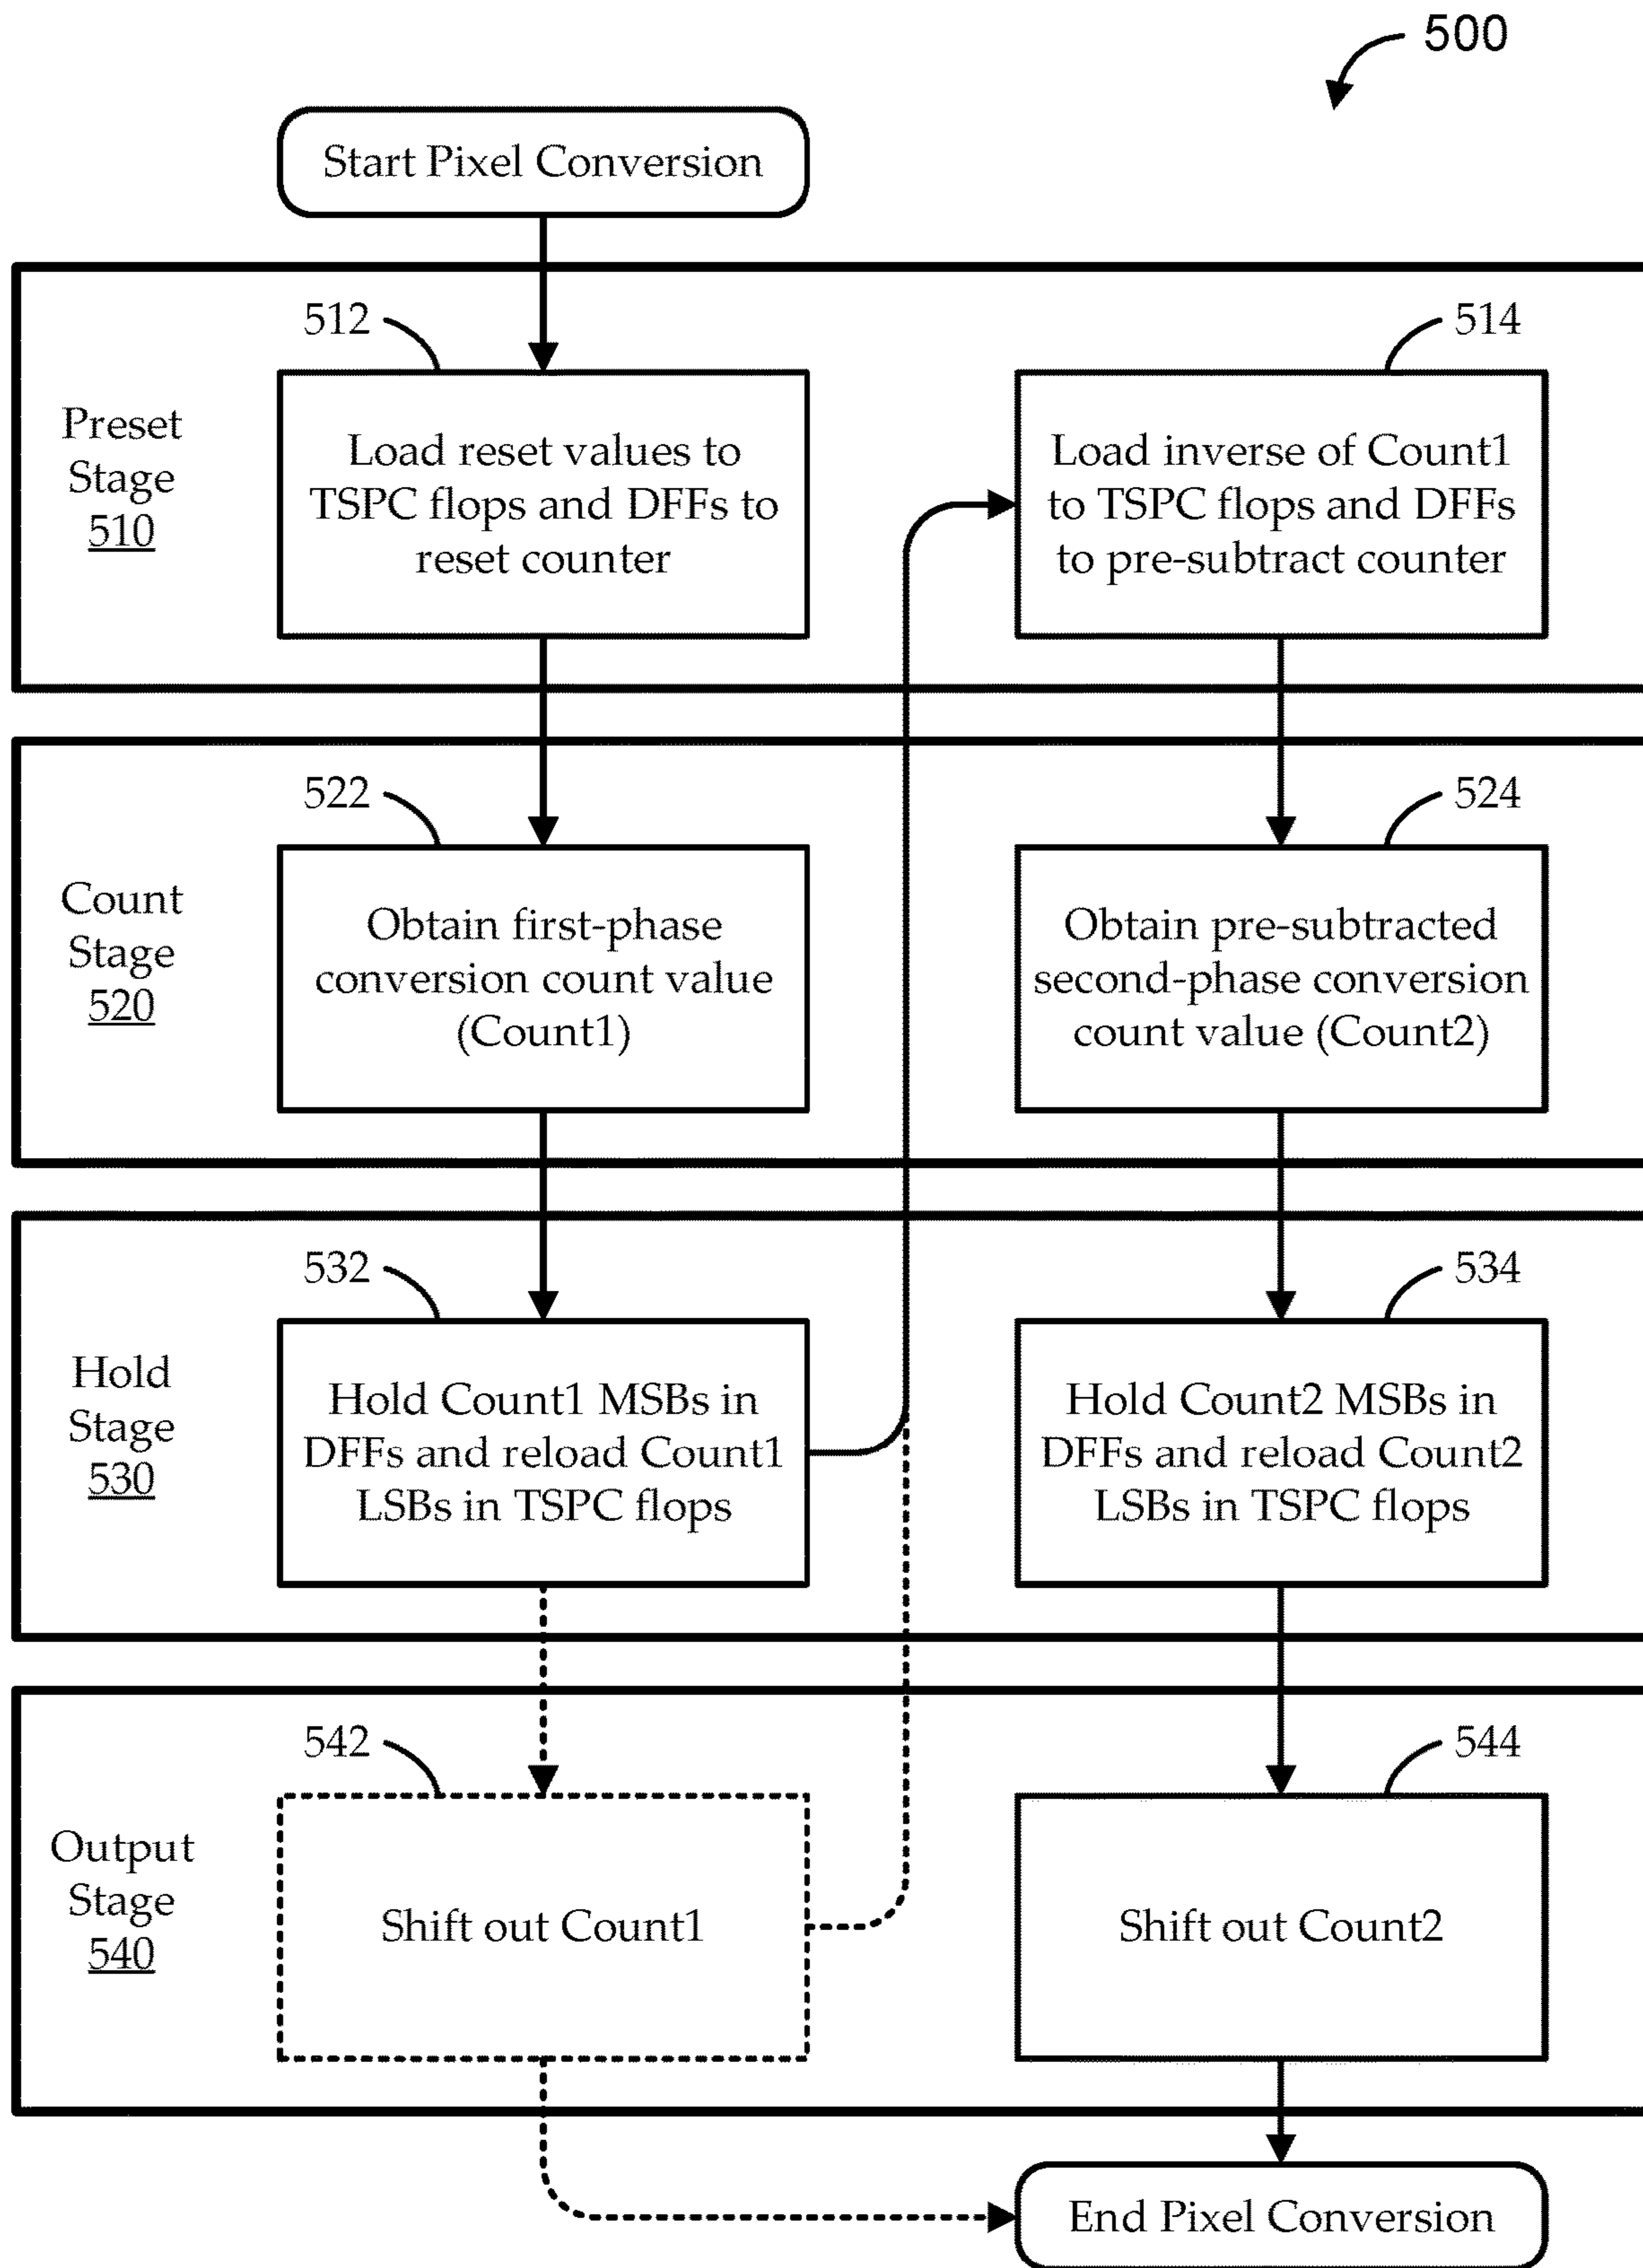 500
Start Pixel Conversion
Preset
Stage
510
512
Load reset values to
TSPC flops and DFFs to
reset counter
514
Load inverse of Count1
to TSPC flops and DFFs
to pre-subtract counter
Count
Stage
520
522
Obtain first-phase
conversion count value
(Count1)
524
Obtain pre-subtracted
second-phase conversion
count value (Count2)
Hold
Stage
530
532
Hold Count1 MSBs in
DFFs and reload Count1
LSBs in TSPC flops
534
Hold Count2 MSBs in
DFFs and reload Count2
LSBs in TSPC flops
Output
Stage
540
542
Shift out Count1
544
Shift out Count2
End Pixel Conversion